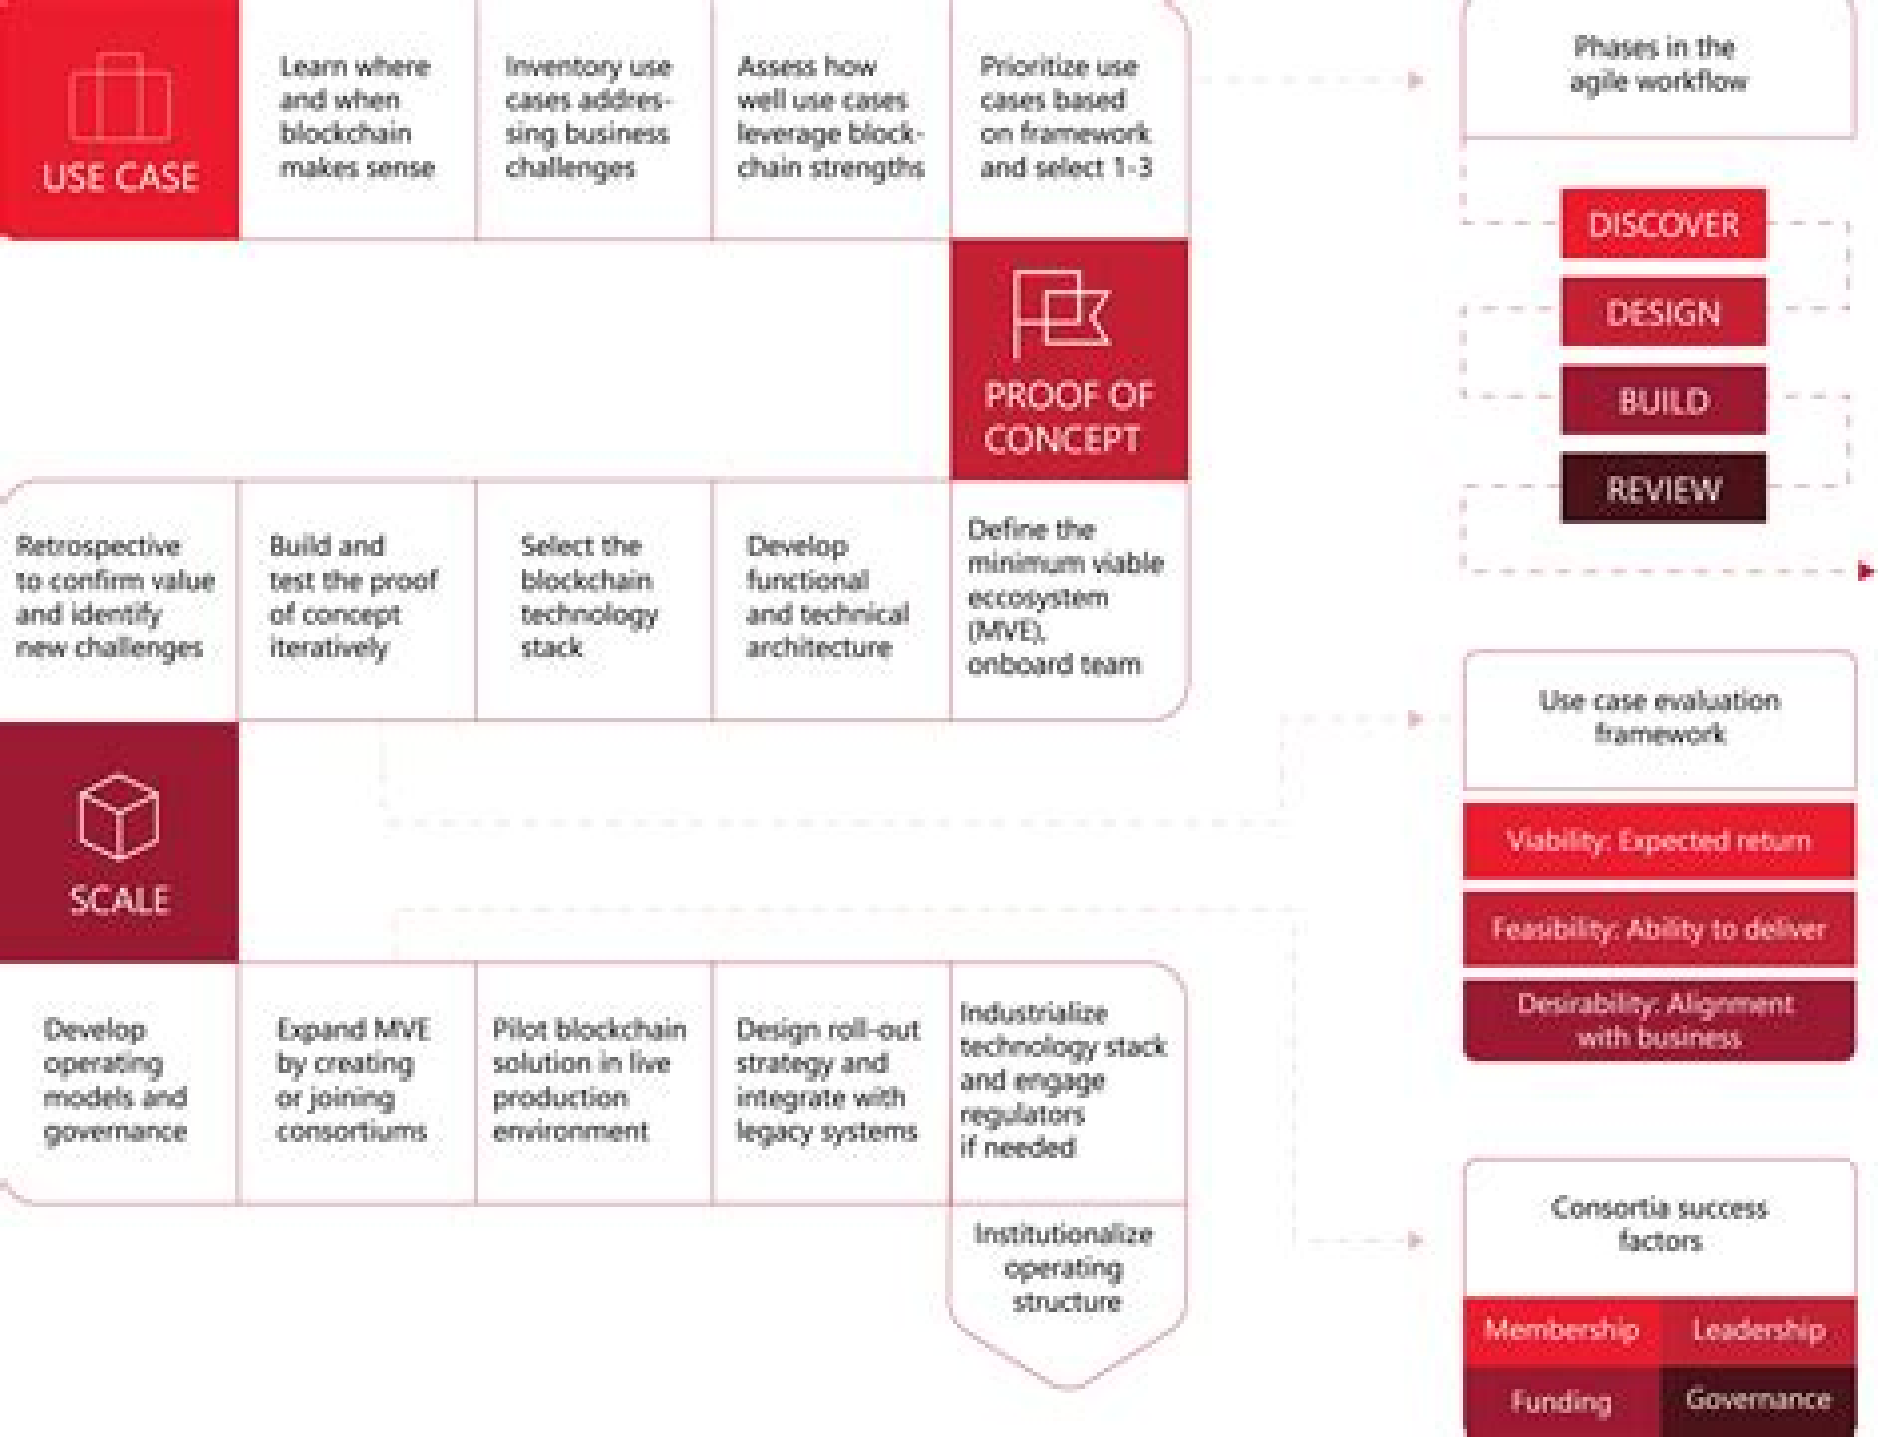 USE CASE
Learn where
and when
blockchain
makes sense
Inventory use
cases addres-
sing business
challenges
Assess how
well use cases
leverage block-
chain strengths
Prioritize use
cases based
on framework
and select 1-3
PROOF OF
CONCEPT
Retrospective
to confirm value
and identify
new challenges
Build and
test the proof
of concept
iteratively
Select the
blockchain
technology
stack
Develop
functional
and technical
architecture
Define the
minimum viable
eccosystem
(MVE),
onboard team
SCALE
Develop
operating
models and
governance
Expand MVE
by creating
or joining
consortiums
Pilot blockchain
solution in live
production
environment
Design roll-out
strategy and
integrate with
legacy systems
Industrialize
technology stack
and engage
regulators
if needed
Institutionalize
operating
structure
Phases in the
agile workflow
DISCOVER
DESIGN
BUILD
REVIEW
Use case evaluation
framework
Viability: Expected return
Feasibility: Ability to deliver
Desirability: Alignment
with business
Consortia success
factors
Membership
Leadership
Funding
Governance